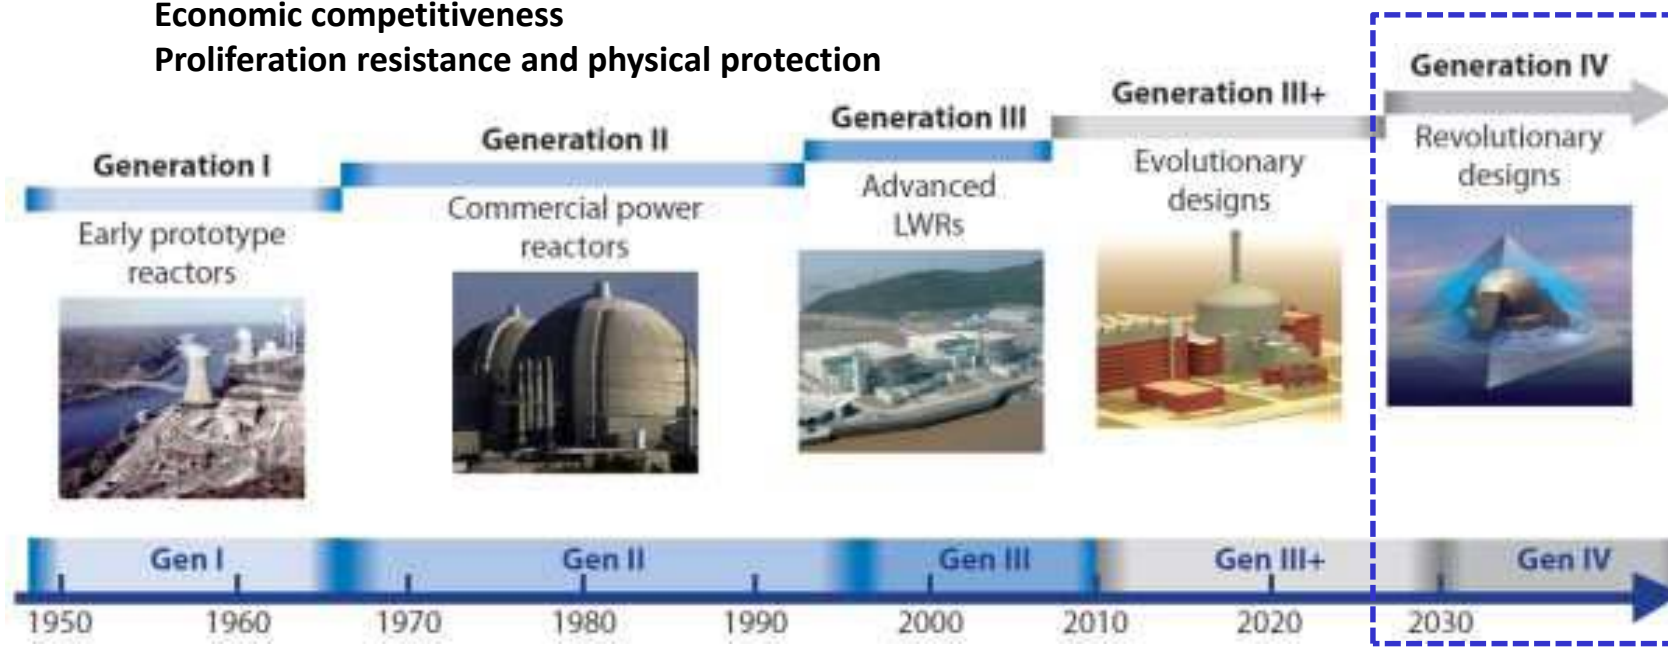 Economic competitiveness
Proliferation resistance and physical protection
Generation I
Early prototype
reactors
Generation II
Commercial power
reactors
Generation III
Advanced
LWRs
Generation III+
Evolutionary
designs
Generation IV
Revolutionary
designs
Gen I
Gen II
Gen III
Gen III+
Gen IV
1950
1960
1970
1980
1990
2000
2010
2020
2030